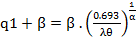 q1 + β = β . (0.693/λθ)^(1/α)